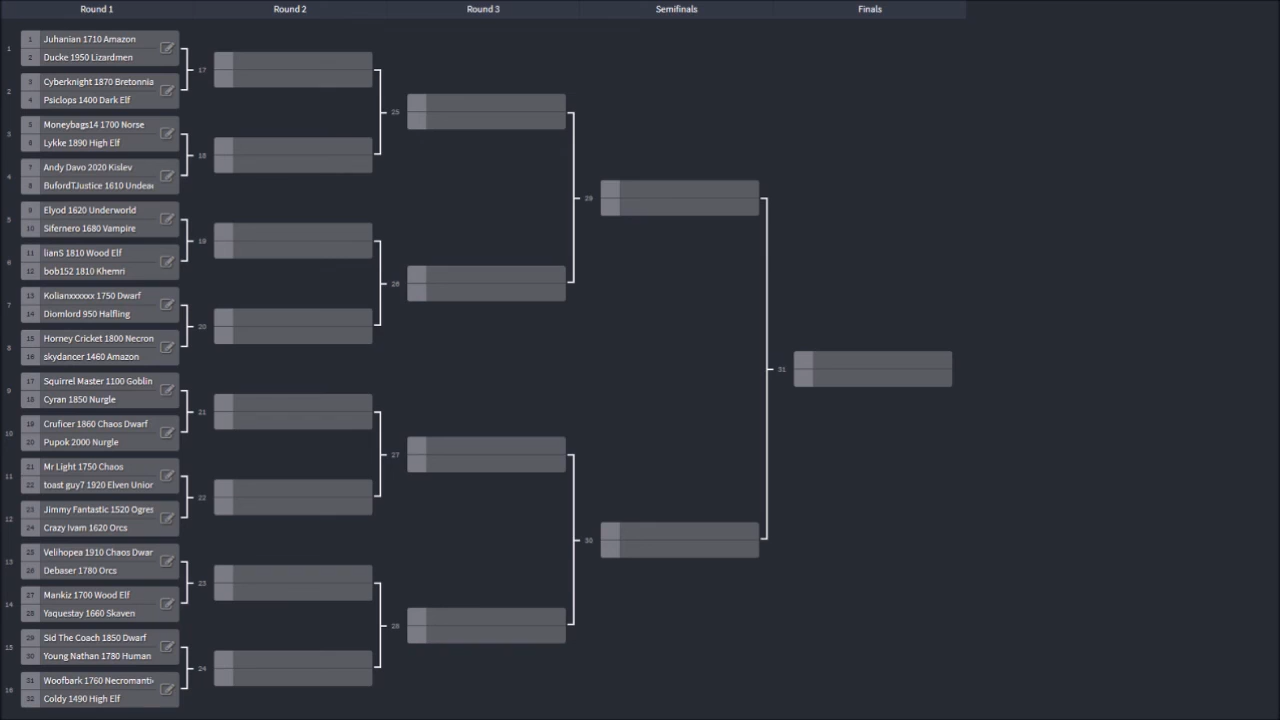 Round 1
Round 2
Round 3
Semifinals
Finals
1
1 Juhanian 1710 Amazon
2 Ducke 1950 Lizardmen
2
3 Cyberknight 1870 Bretonnia
4 Psiclops 1400 Dark Elf
3
5 Moneybags14 1700 Norse
6 Lykke 1890 High Elf
4
7 Andy Davo 2020 Kislev
8 BufordTJustice 1610 Undea
5
9 Elyod 1620 Underworld
10 Sifernero 1680 Vampire
6
11 lianS 1810 Wood Elf
12 bob152 1810 Khemri
7
13 Kolianxxxxxx 1750 Dwarf
14 Diomlord 950 Halfling
8
15 Horney Cricket 1800 Necron
16 skydancer 1460 Amazon
9
17 Squirrel Master 1100 Goblin
18 Cyran 1850 Nurgle
10
19 Cruficer 1860 Chaos Dwarf
20 Pupok 2000 Nurgle
11
21 Mr Light 1750 Chaos
22 toast guy7 1920 Elven Union
12
23 Jimmy Fantastic 1520 Ogres
24 Crazy Ivam 1620 Orcs
13
25 Velihopea 1910 Chaos Dwar
26 Debaser 1780 Orcs
14
27 Mankiz 1700 Wood Elf
28 Yaquestay 1660 Skaven
15
29 Sid The Coach 1850 Dwarf
30 Young Nathan 1780 Human
16
31 Woofbark 1760 Necromanti
32 Coldy 1490 High Elf
17
18
19
20
21
22
23
24
25
26
27
28
29
30
31